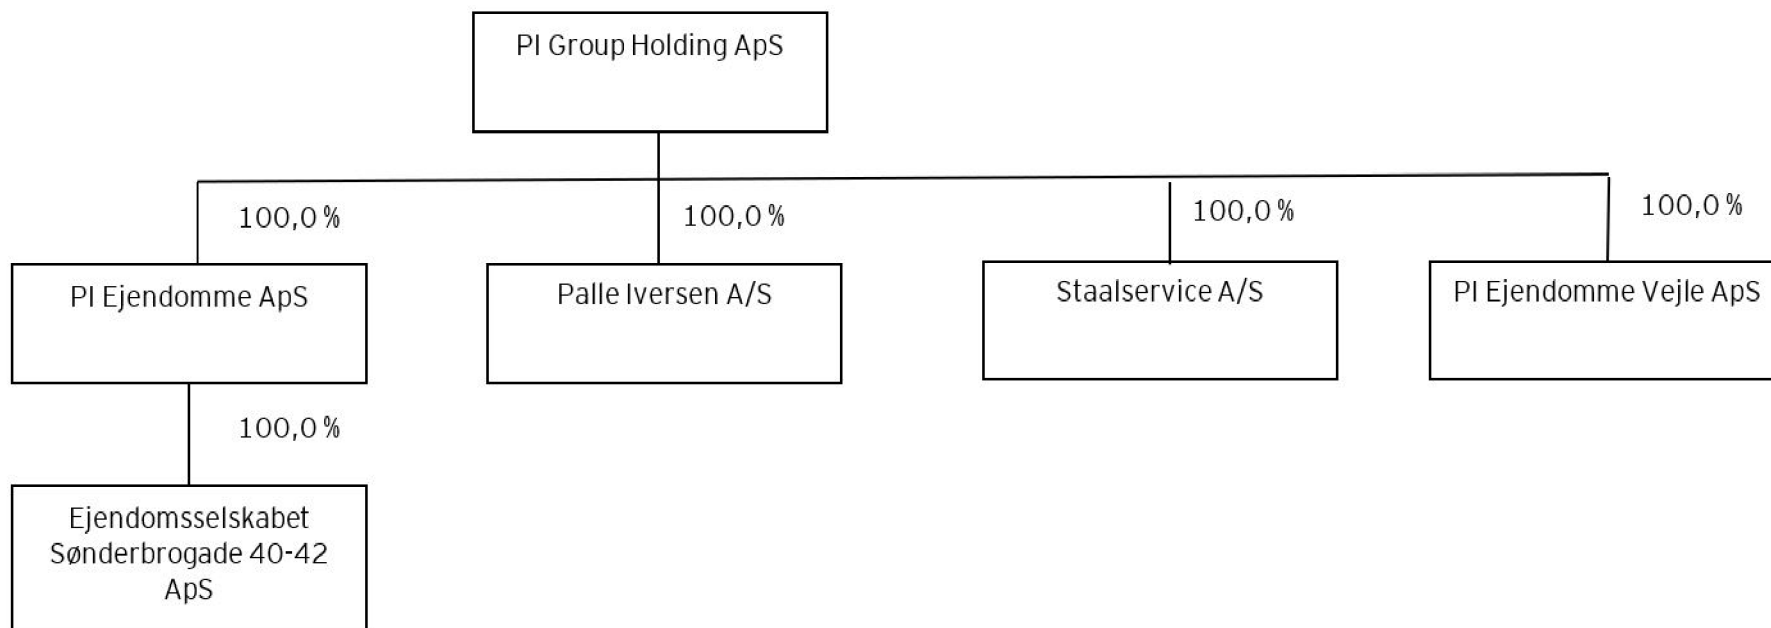 PI Group Holding ApS
100,0 %
100,0 %
100,0 %
100,0 %
PI Ejendomme ApS
Palle Iversen A/S
Staalservice A/S
PI Ejendomme Vejle ApS
100,0 %
Ejendomsselskabet
Sønderbrogade 40-42
ApS